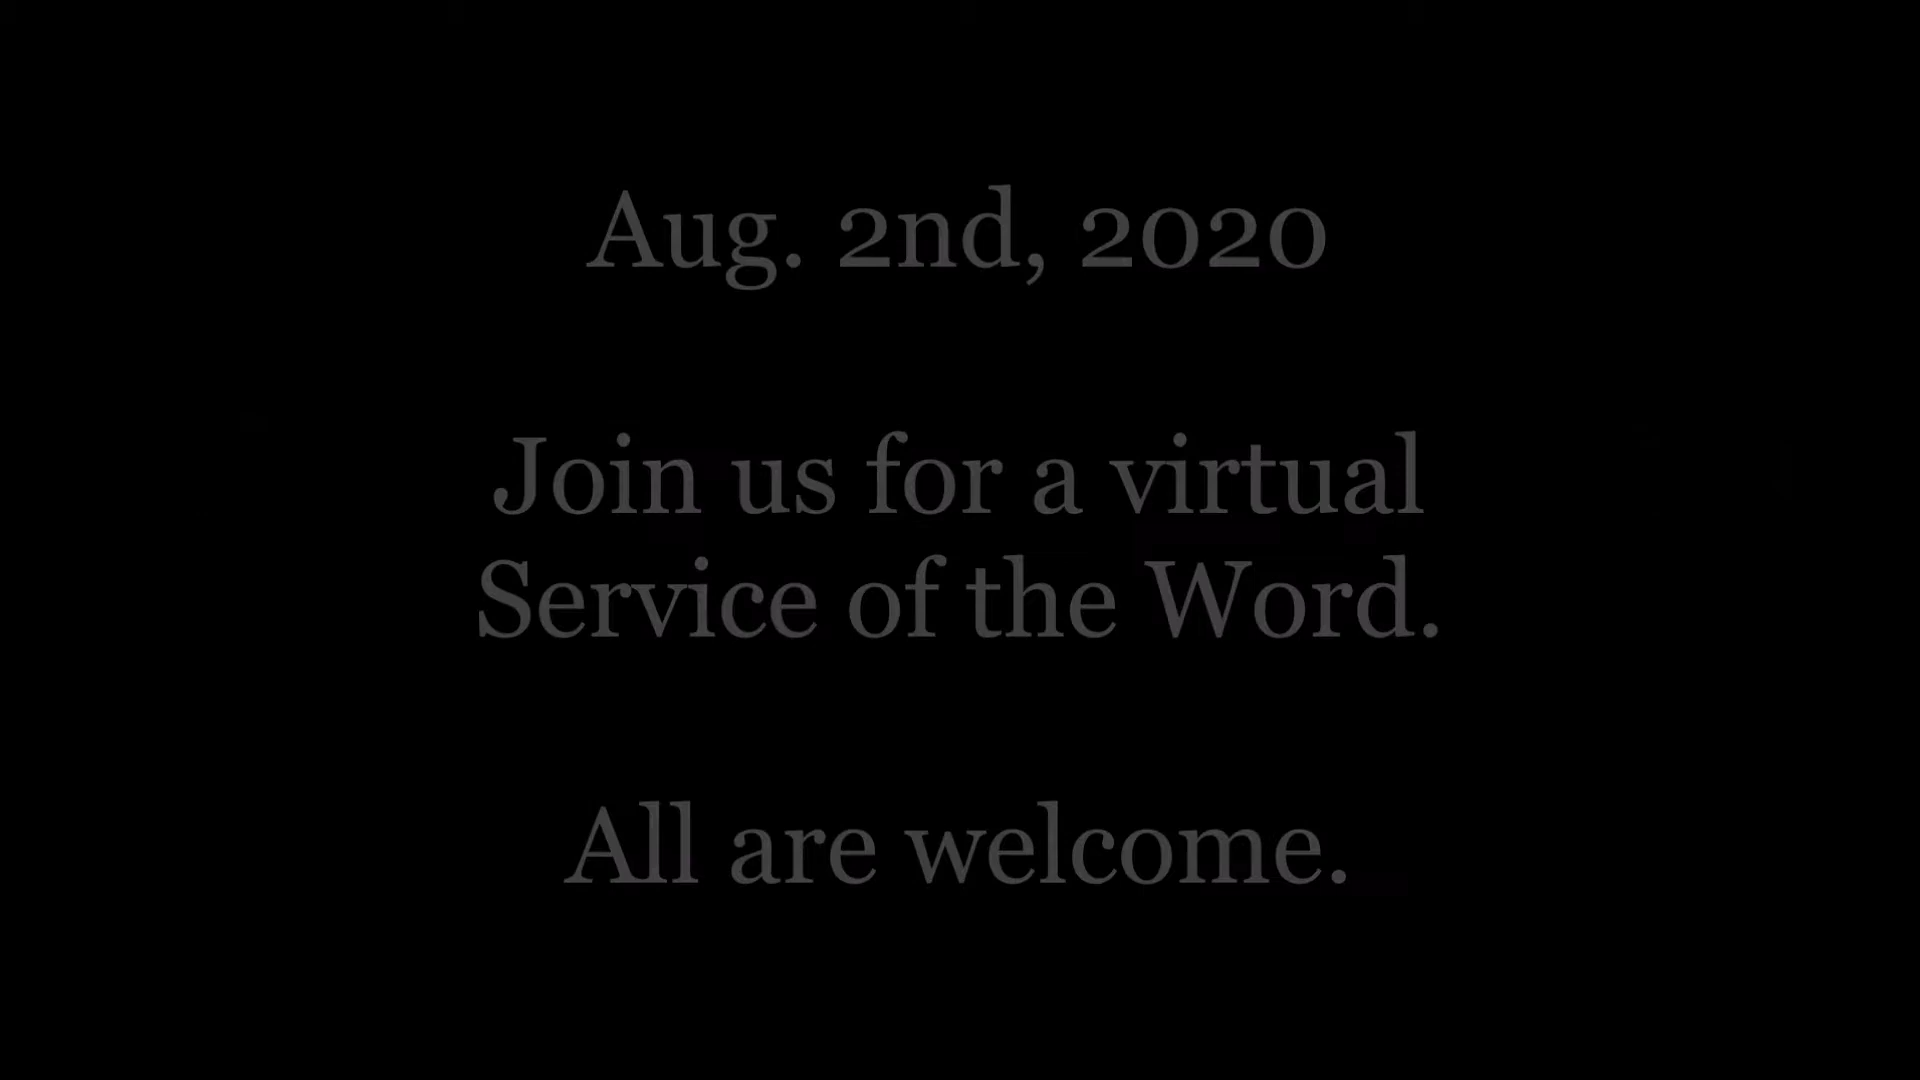 Aug. 2nd, 2020
Join us for a virtual
Service of the Word.
All are welcome.